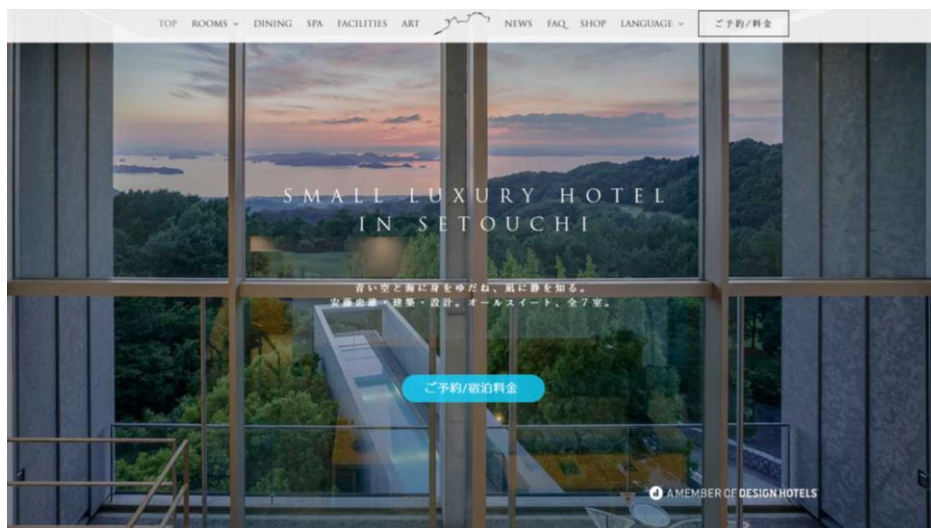 TOP ROOMS DINING SPA FACILITIES ART NEWS FAQ SHOP LANGUAGE ご予約/料金
SMALL LUXURY HOTEL
IN SETOUCHI
青い空と海に身をゆだね、凪に静を知る。
安藤忠雄・建築・設計。オールスイート、全7室。
ご予約/宿泊料金
A MEMBER OF DESIGN HOTELS